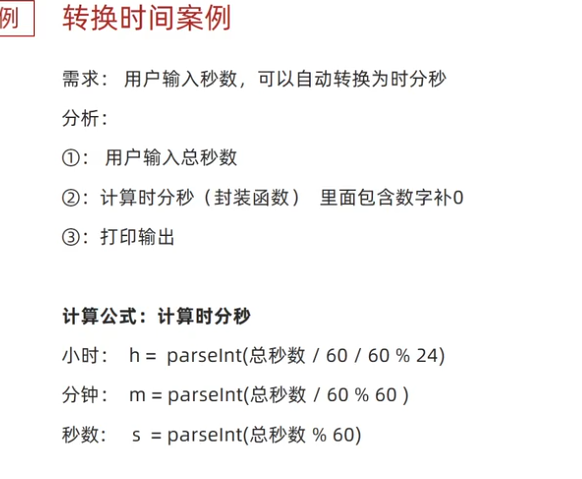 例
转换时间案例
需求： 用户输入秒数，可以自动转换为时分秒
分析：
①： 用户输入总秒数
②：计算时分秒（封装函数） 里面包含数字补0
③：打印输出
计算公式：计算时分秒
小时： h = parseInt(总秒数 / 60 / 60 % 24)
分钟： m = parseInt(总秒数 / 60 % 60 )
秒数： s = parseInt(总秒数 % 60)